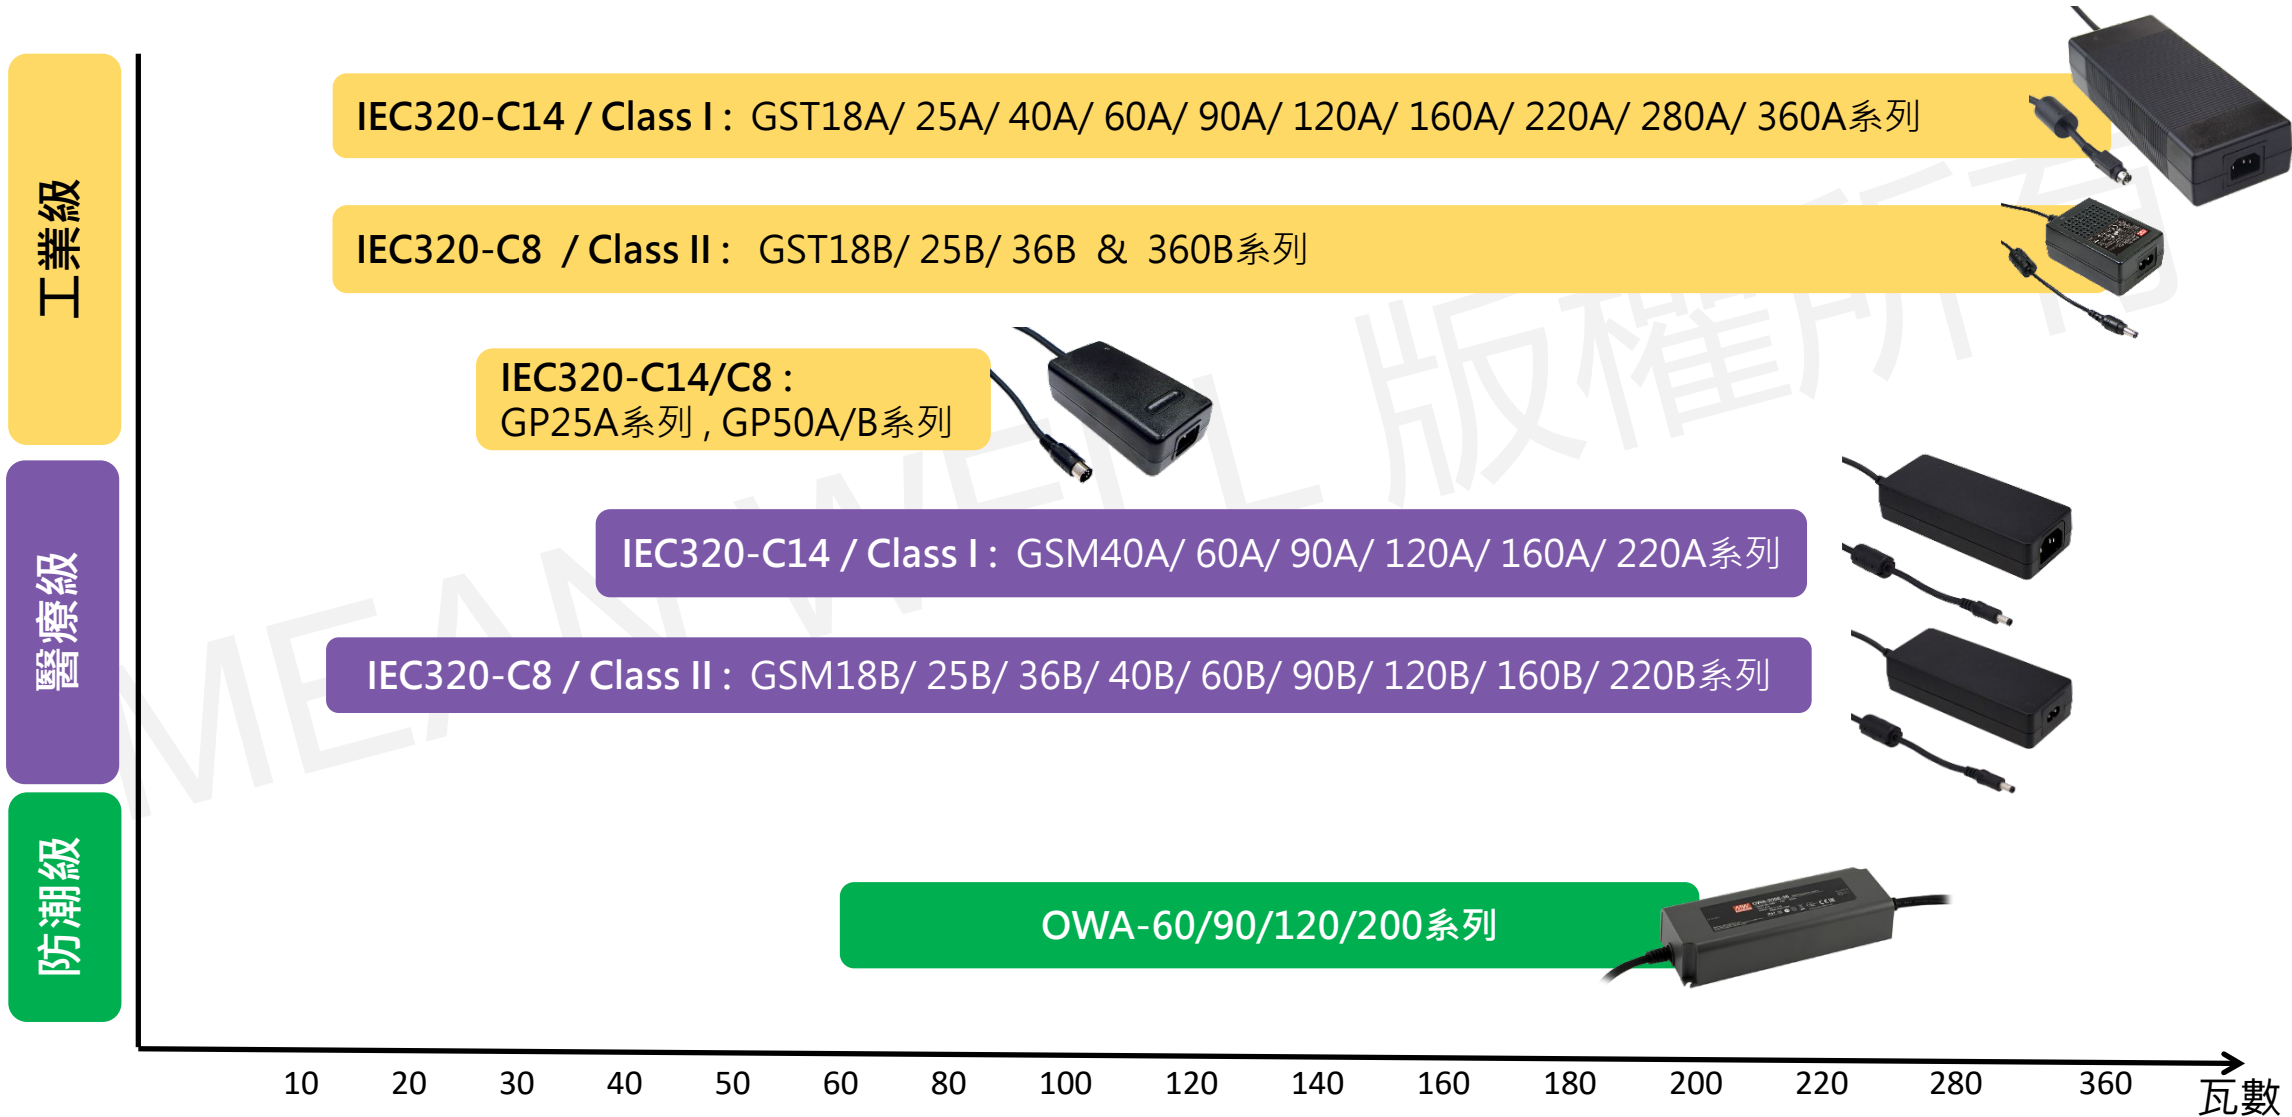 工業級
IEC320-C14 / Class I : GST18A/ 25A/ 40A/ 60A/ 90A/ 120A/ 160A/ 220A/ 280A/ 360A系列
IEC320-C8 / Class II : GST18B/ 25B/ 36B & 360B系列
IEC320-C14/C8 :
GP25A系列 , GP50A/B系列
醫療級
IEC320-C14 / Class I : GSM40A/ 60A/ 90A/ 120A/ 160A/ 220A系列
IEC320-C8 / Class II : GSM18B/ 25B/ 36B/ 40B/ 60B/ 90B/ 120B/ 160B/ 220B系列
防潮級
OWA-60/90/120/200系列
10 20 30 40 50 60 80 100 120 140 160 180 200 220 280 360
瓦數
MEAN WELL 版權所有